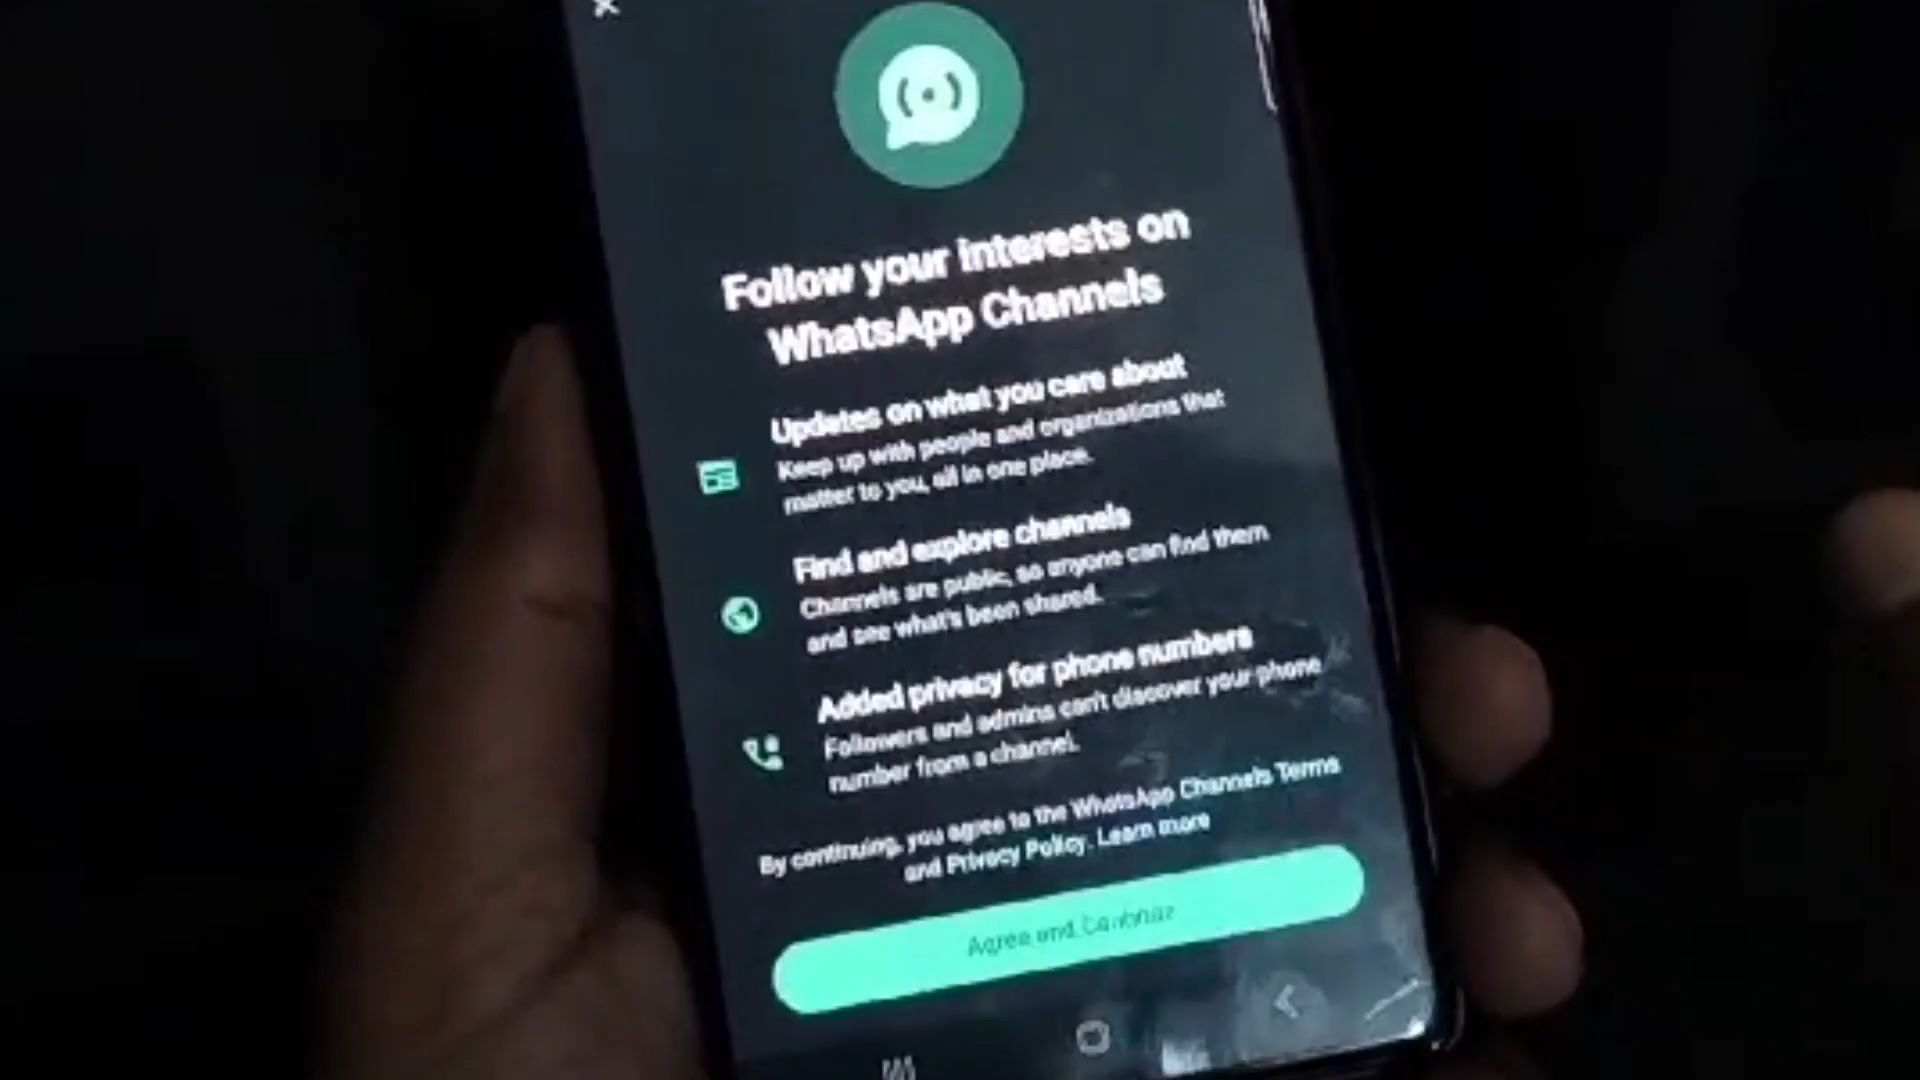 Follow your interests on
WhatsApp Channels
Updates on what you care about
Keep up with people and organizations that
matter to you, all in one place.
Find and explore channels
Channels are public, so anyone can find them
and see what's been shared.
Added privacy for phone numbers
Followers and admins can't discover your phone
number from a channel.
By continuing, you agree to the WhatsApp Channels Terms
and Privacy Policy. Learn more
Agree and Continue